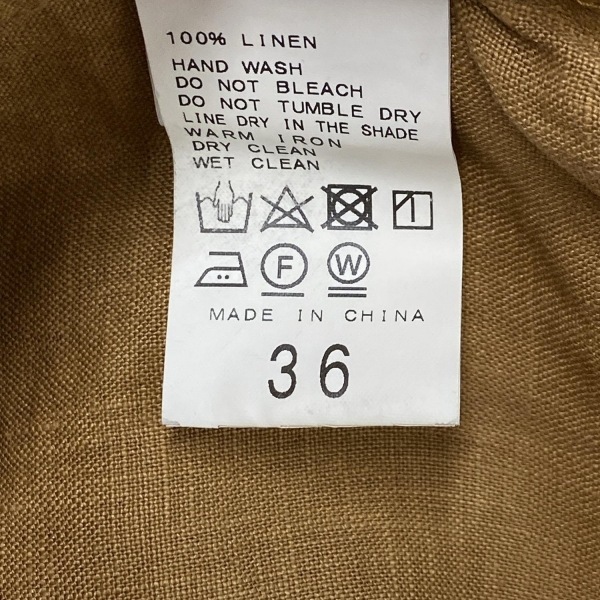 100% LINEN
HAND WASH
DO NOT BLEACH
DO NOT TUMBLE DRY
LINE DRY IN THE SHADE
WARM IRON
DRY CLEAN
WET CLEAN
F W
MADE IN CHINA
36